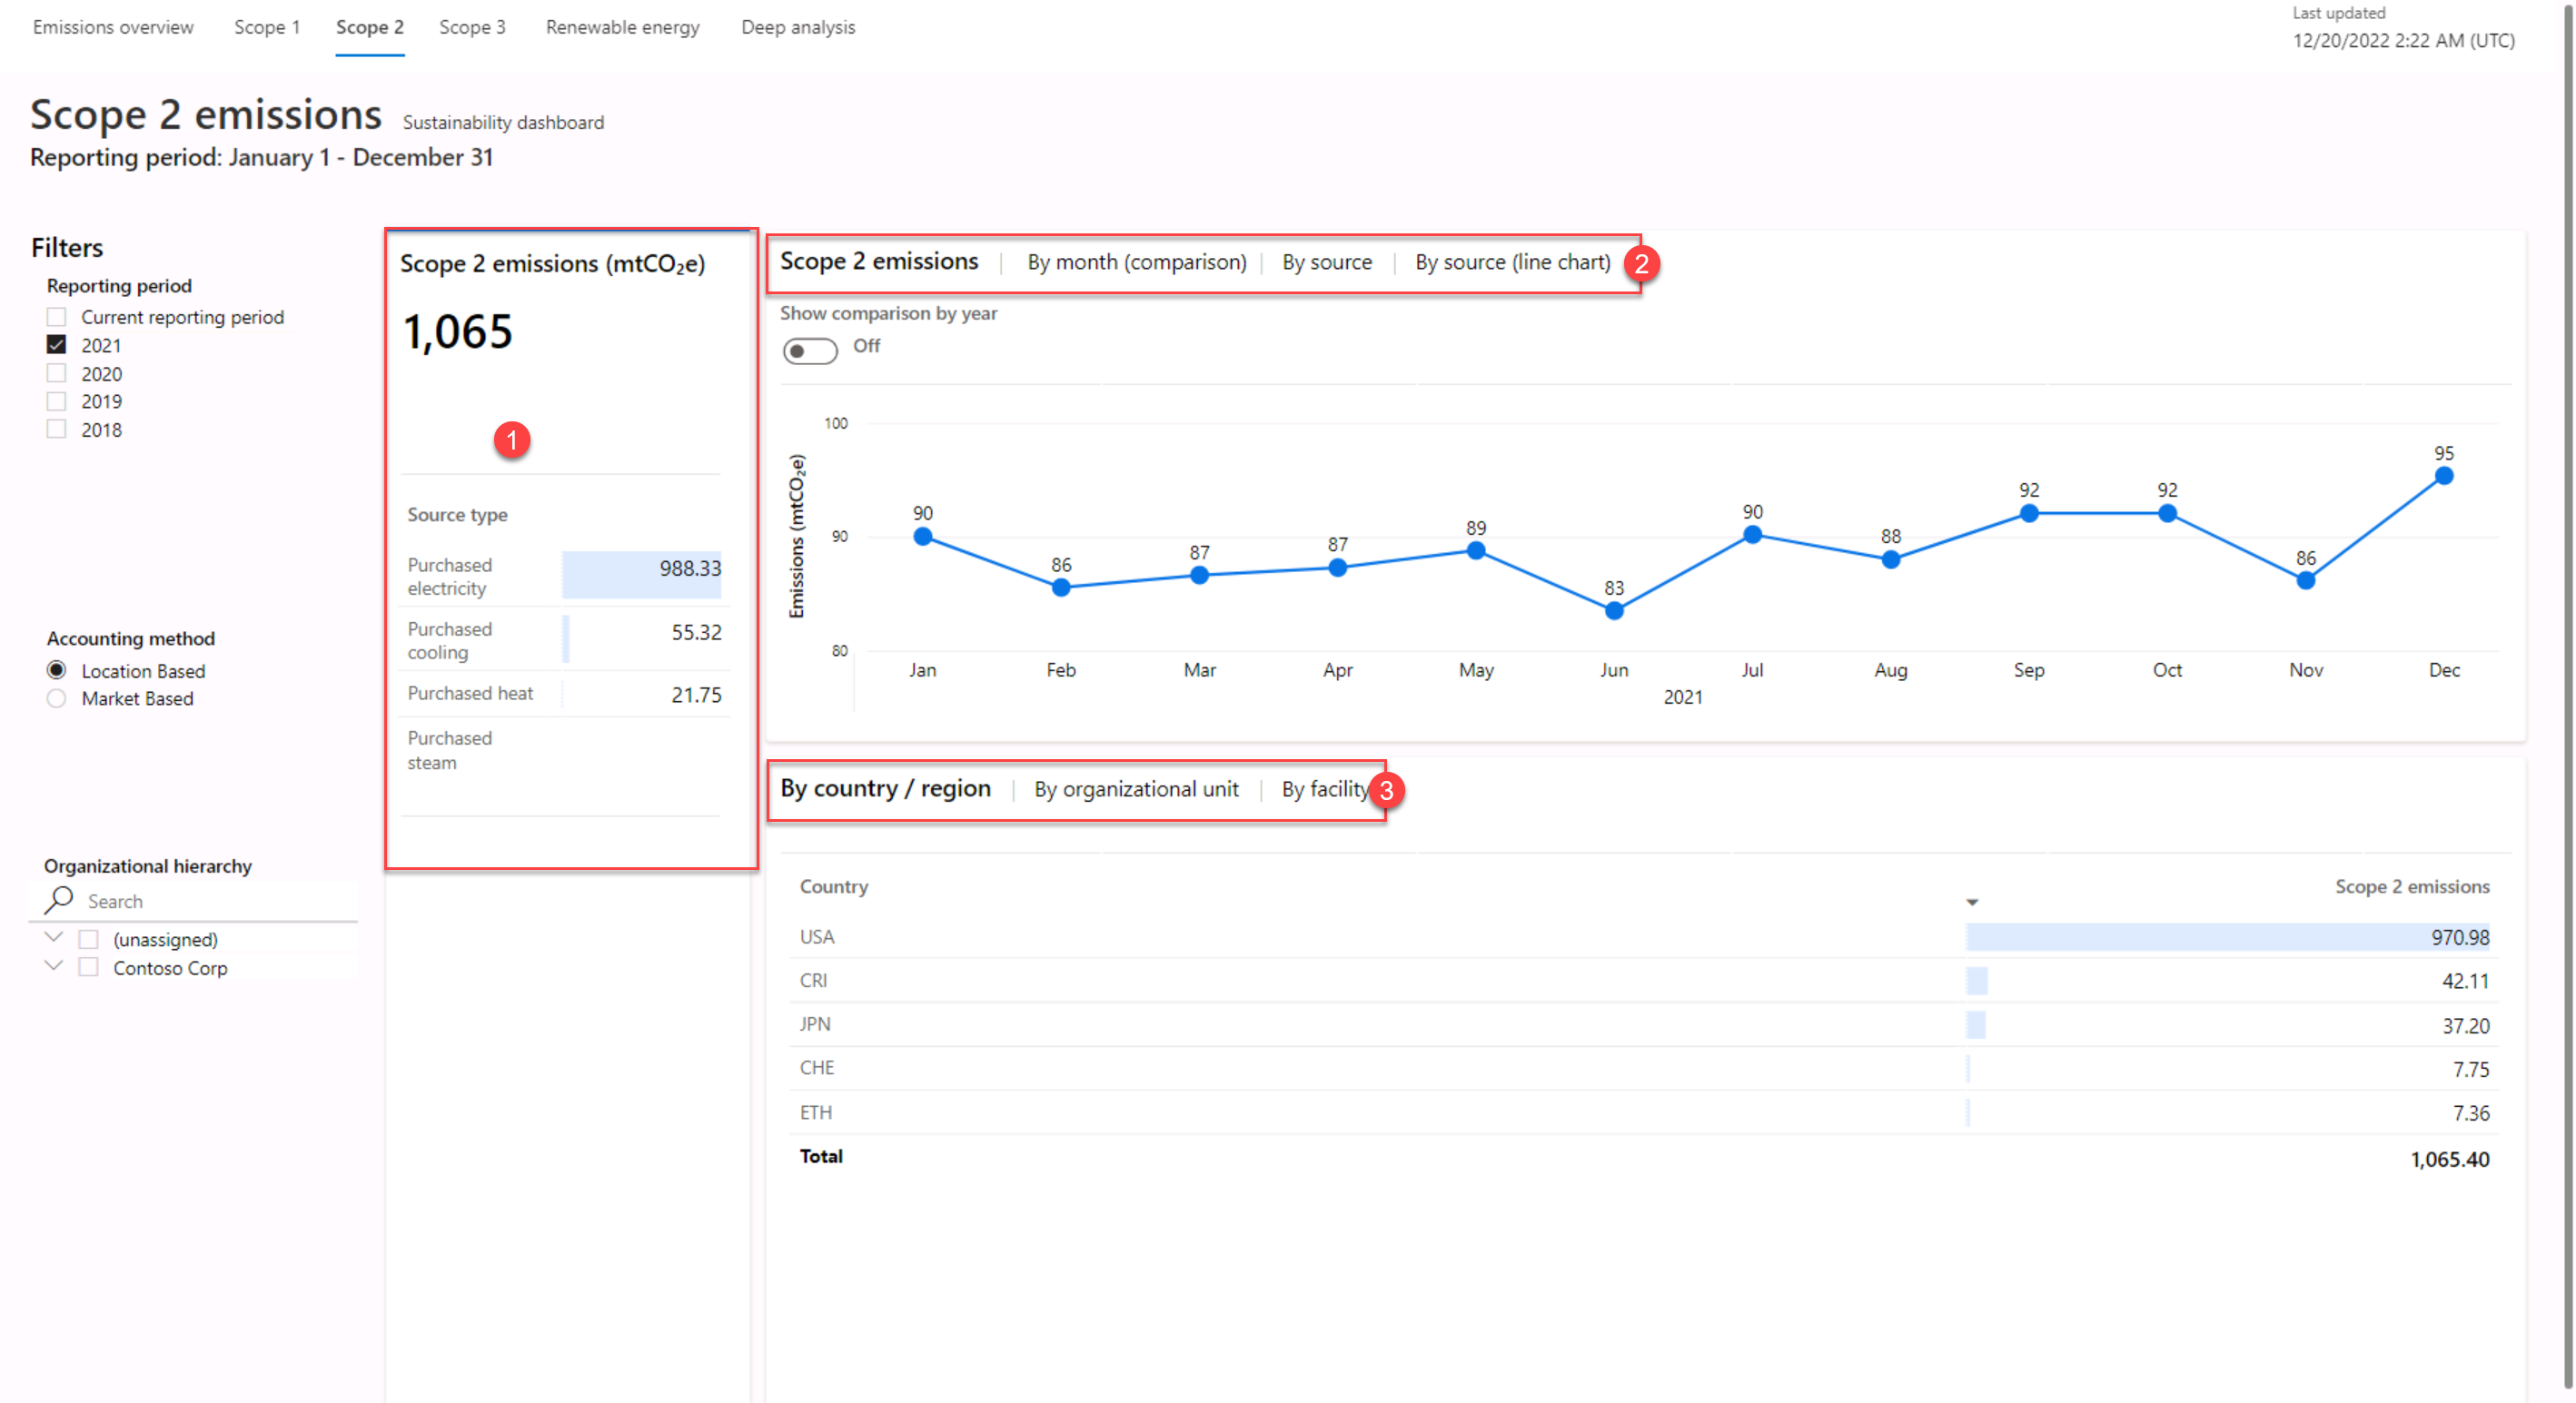 Emissions overview Scope 1 Scope 2 Scope 3 Renewable energy Deep analysis
Last updated
12/20/2022 2:22 AM (UTC)
Scope 2 emissions Sustainability dashboard
Reporting period: January 1 - December 31
Filters
Reporting period
Current reporting period
2021
2020
2019
2018
Accounting method
Location Based
Market Based
Organizational hierarchy
Search
(unassigned)
Contoso Corp
Scope 2 emissions (mtCO₂e)
1,065
1
Source type
Purchased
electricity
988.33
Purchased
cooling
55.32
Purchased heat 21.75
Purchased
steam
Scope 2 emissions | By month (comparison) | By source | By source (line chart) 2
Show comparison by year
Off
Emissions (mtCO₂e)
100
90
80
90 86 87 87 89 83 90 88 92 92 86 95
Jan Feb Mar Apr May Jun Jul Aug Sep Oct Nov Dec
2021
By country / region | By organizational unit | By facility 3
Country Scope 2 emissions
USA 970.98
CRI 42.11
JPN 37.20
CHE 7.75
ETH 7.36
Total 1,065.40